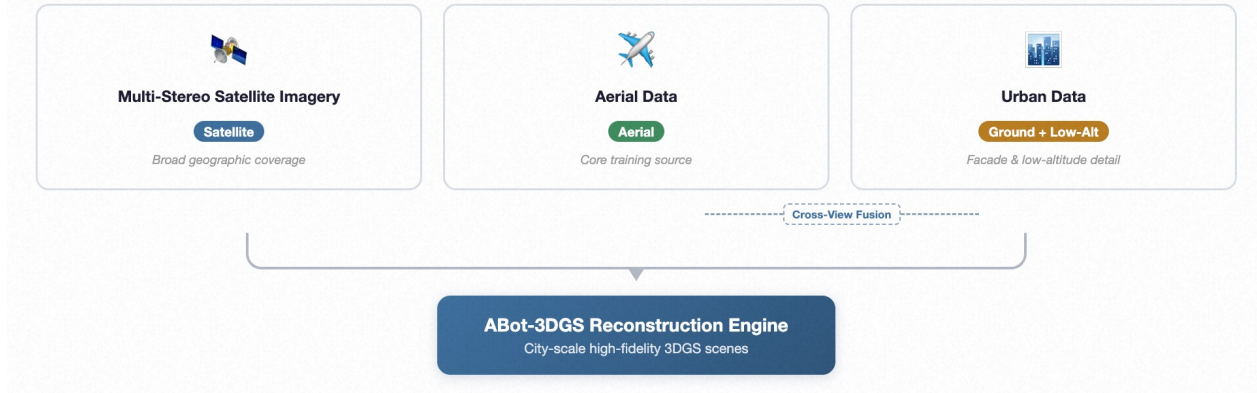 Multi-Stereo Satellite Imagery
Satellite
Broad geographic coverage
Aerial Data
Aerial
Core training source
Urban Data
Ground + Low-Alt
Facade & low-altitude detail
Cross-View Fusion
ABot-3DGS Reconstruction Engine
City-scale high-fidelity 3DGS scenes